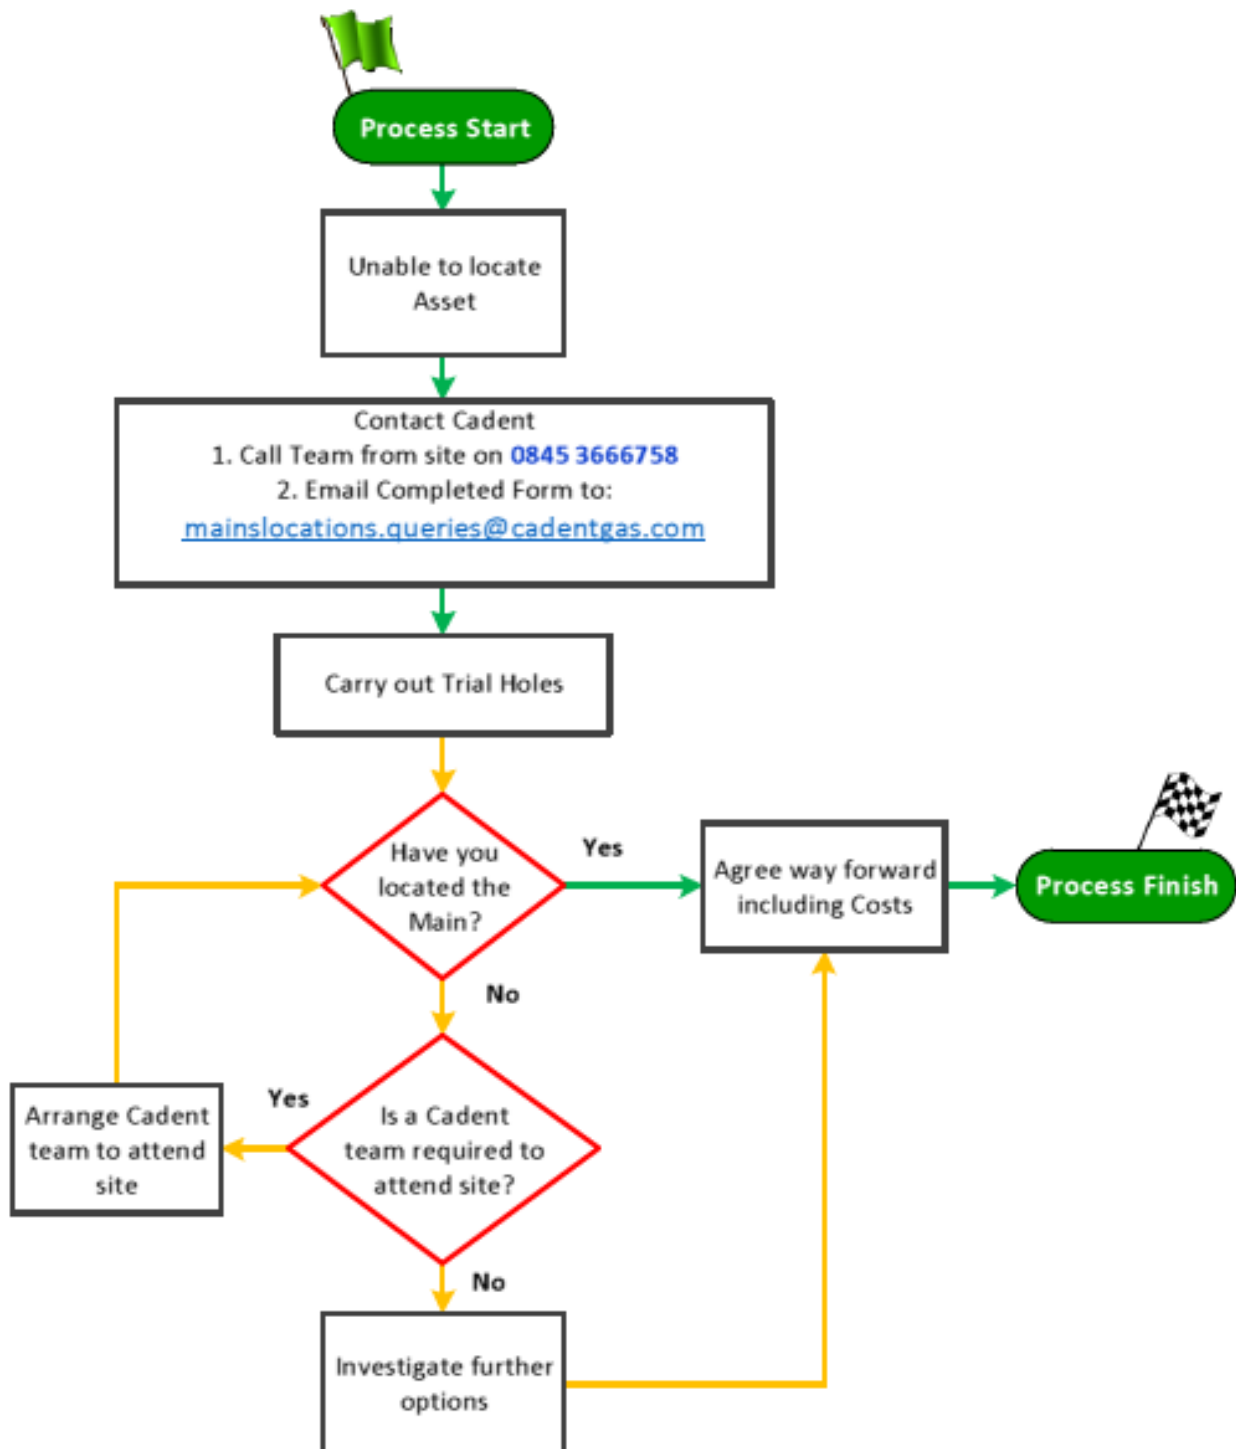 Process Start
Unable to locate
Asset
Contact Cadent
1. Call Team from site on 0845 3666758
2. Email Completed Form to:
mainslocations.queries@cadentgas.com
Carry out Trial Holes
Have you
located the
Main?
Yes
Agree way forward
including Costs
Process Finish
No
Is a Cadent
team required to
attend site?
Yes
Arrange Cadent
team to attend
site
No
Investigate further
options